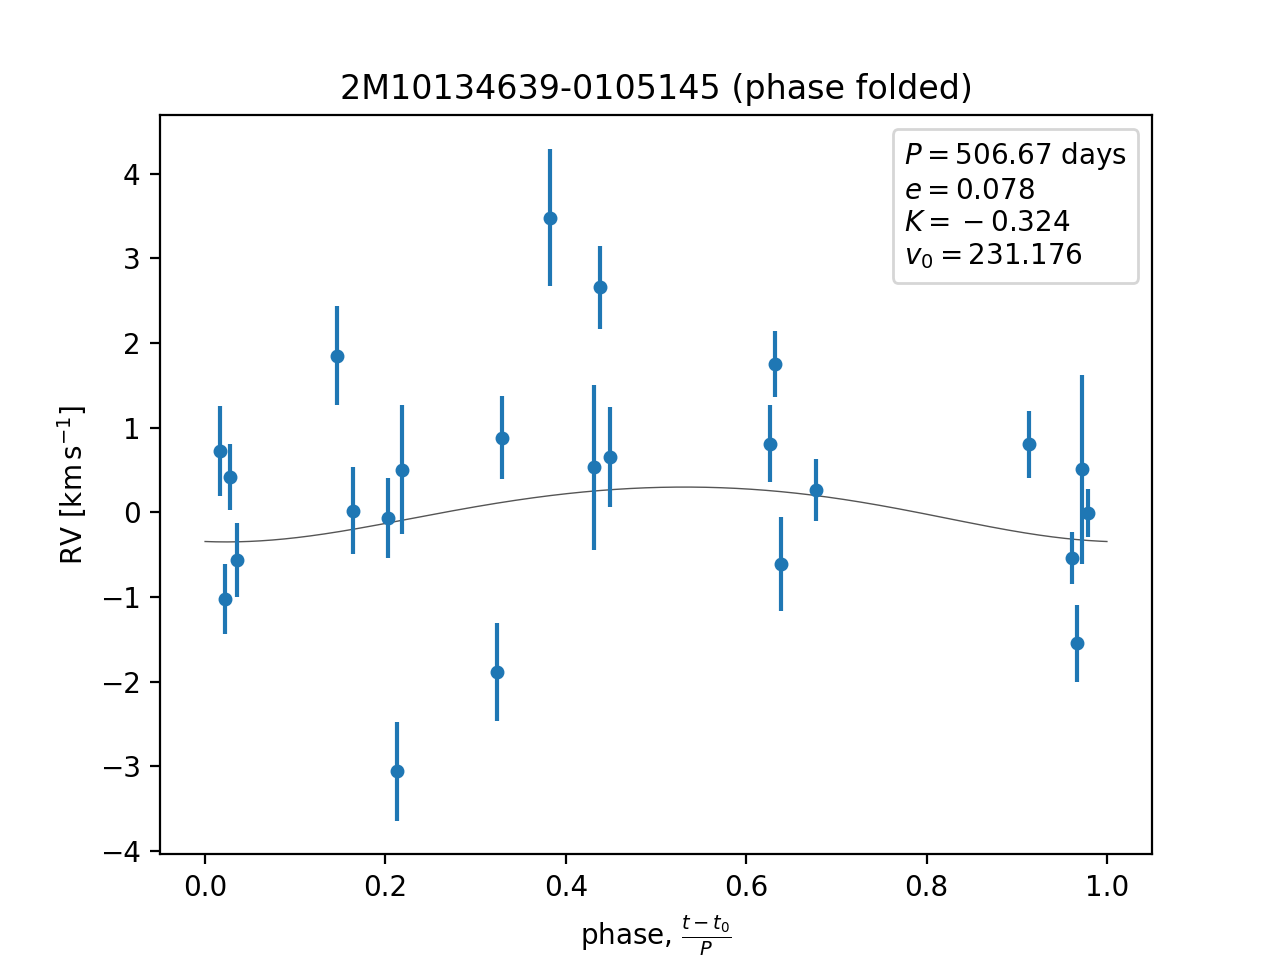 2M10134639-0105145 (phase folded)
P = 506.67 days
e = 0.078
K = −0.324
v₀ = 231.176
4
3
2
1
0
−1
−2
−3
−4
RV [km s⁻¹]
0.0 0.2 0.4 0.6 0.8 1.0
phase, (t − t₀)/P